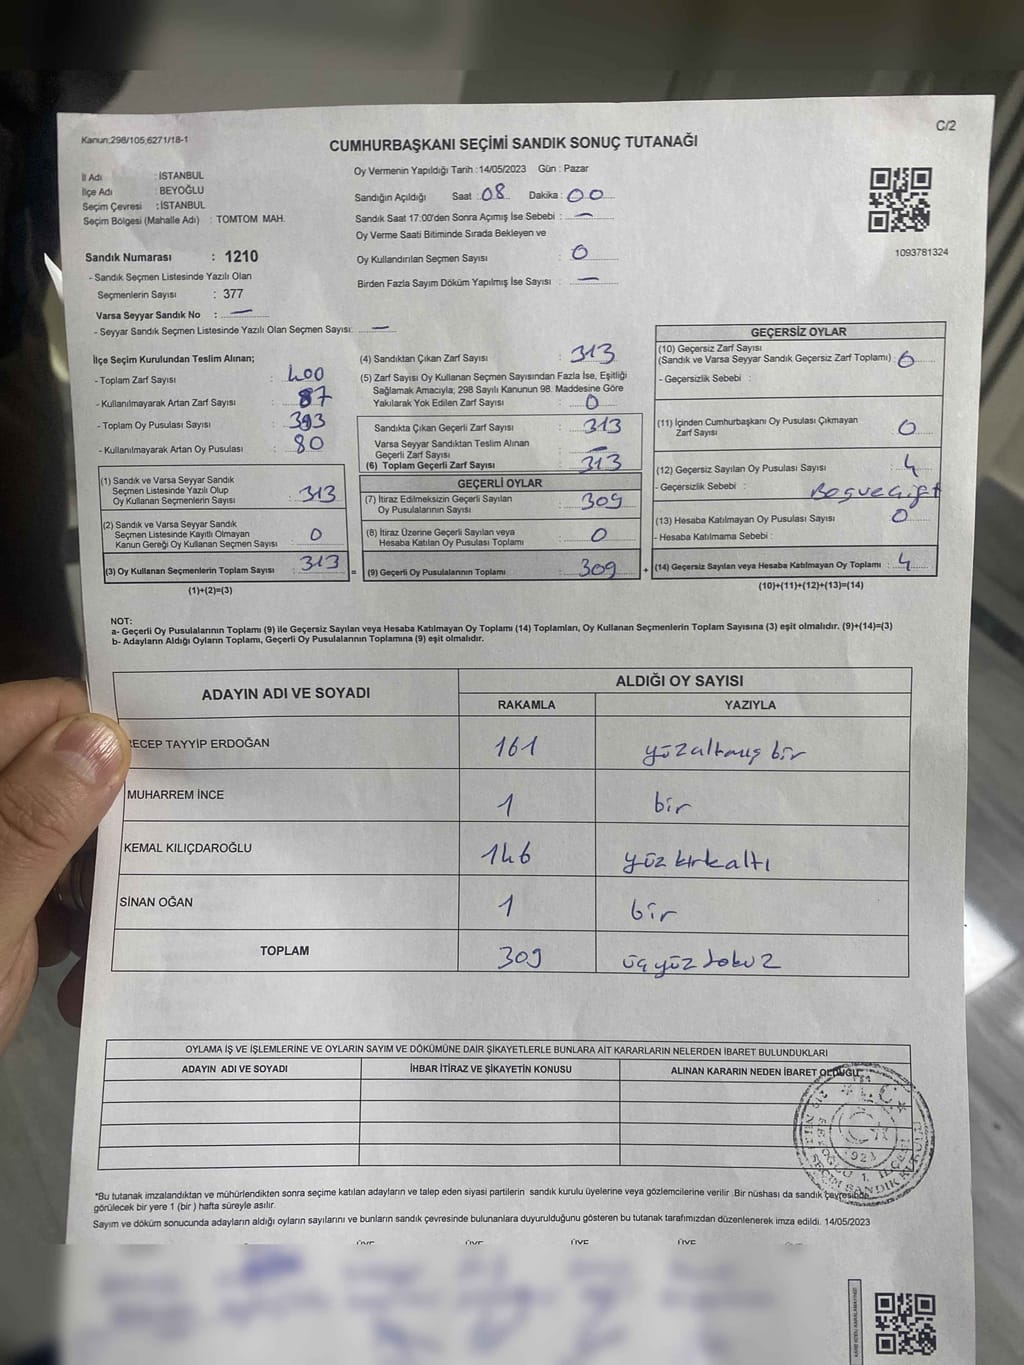 Kanun:298/105,6271/18-1
C/2
CUMHURBAŞKANI SEÇİMİ SANDIK SONUÇ TUTANAĞI
İl Adı : İSTANBUL
İlçe Adı : BEYOĞLU
Seçim Çevresi : İSTANBUL
Seçim Bölgesi (Mahalle Adı) : TOMTOM MAH.
Oy Vermenin Yapıldığı Tarih :14/05/2023 Gün : Pazar
Sandığın Açıldığı Saat :08 Dakika :00
Sandık Saat 17:00'den Sonra Açımış İse Sebebi : —
Oy Verme Saati Bitiminde Sırada Bekleyen ve
Oy Kullandırılan Seçmen Sayısı : 0
Birden Fazla Sayım Döküm Yapılmış İse Sayısı : —
1093781324
Sandık Numarası : 1210
- Sandık Seçmen Listesinde Yazılı Olan
Seçmenlerin Sayısı : 377
Varsa Seyyar Sandık No : —
- Seyyar Sandık Seçmen Listesinde Yazılı Olan Seçmen Sayısı: —
İlçe Seçim Kurulundan Teslim Alınan;
- Toplam Zarf Sayısı : 400
- Kullanılmayarak Artan Zarf Sayısı : 87
- Toplam Oy Pusulası Sayısı : 393
- Kullanılmayarak Artan Oy Pusulası : 80
(1) Sandık ve Varsa Seyyar Sandık
Seçmen Listesinde Yazılı Olup
Oy Kullanan Seçmenlerin Sayısı : 313
(2) Sandık ve Varsa Seyyar Sandık
Seçmen Listesinde Kayıtlı Olmayan
Kanun Gereği Oy Kullanan Seçmen Sayısı : 0
(3) Oy Kullanan Seçmenlerin Toplam Sayısı : 313
(1)+(2)=(3)
(4) Sandıktan Çıkan Zarf Sayısı : 313
(5) Zarf Sayısı Oy Kullanan Seçmen Sayısından Fazla İse, Eşitliği
Sağlamak Amacıyla; 298 Sayılı Kanunun 98. Maddesine Göre
Yakılarak Yok Edilen Zarf Sayısı : 0
Sandıkta Çıkan Geçerli Zarf Sayısı : 313
Varsa Seyyar Sandıktan Teslim Alınan
Geçerli Zarf Sayısı : —
(6) Toplam Geçerli Zarf Sayısı : 313
GEÇERLİ OYLAR
(7) İtiraz Edilmeksizin Geçerli Sayılan
Oy Pusulalarının Sayısı : 309
(8) İtiraz Üzerine Geçerli Sayılan veya
Hesaba Katılan Oy Pusulası Toplamı : 0
= (9) Geçerli Oy Pusulalarının Toplamı : 309 +
GEÇERSİZ OYLAR
(10) Geçersiz Zarf Sayısı
(Sandık ve Varsa Seyyar Sandık Geçersiz Zarf Toplamı) : 0
- Geçersizlik Sebebi :
(11) İçinden Cumhurbaşkanı Oy Pusulası Çıkmayan
Zarf Sayısı : 0
(12) Geçersiz Sayılan Oy Pusulası Sayısı : 4
- Geçersizlik Sebebi : Boş ve Çift
(13) Hesaba Katılmayan Oy Pusulası Sayısı : 0
- Hesaba Katılmama Sebebi :
(14) Geçersiz Sayılan veya Hesaba Katılmayan Oy Toplamı : 4
(10)+(11)+(12)+(13)=(14)
NOT:
a- Geçerli Oy Pusulalarının Toplamı (9) ile Geçersiz Sayılan veya Hesaba Katılmayan Oy Toplamı (14) Toplamları, Oy Kullanan Seçmenlerin Toplam Sayısına (3) eşit olmalıdır. (9)+(14)=(3)
b- Adayların Aldığı Oyların Toplamı, Geçerli Oy Pusulalarının Toplamına (9) eşit olmalıdır.
ADAYIN ADI VE SOYADI
ALDIĞI OY SAYISI
RAKAMLA YAZIYLA
RECEP TAYYİP ERDOĞAN 161 yüzaltmış bir
MUHARREM İNCE 1 bir
KEMAL KILIÇDAROĞLU 146 yüz kırkaltı
SİNAN OĞAN 1 bir
TOPLAM 309 üçyüz dokuz
OYLAMA İŞ VE İŞLEMLERİNE VE OYLARIN SAYIM VE DÖKÜMÜNE DAİR ŞİKAYETLERLE BUNLARA AİT KARARLARIN NELERDEN İBARET BULUNDUKLARI
ADAYIN ADI VE SOYADI İHBAR İTİRAZ VE ŞİKAYETİN KONUSU ALINAN KARARIN NEDEN İBARET OLDUĞU
T.C.
1923
BEYOĞLU 1. İLÇE
SEÇİM SANDIK KURULU
*Bu tutanak imzalandıktan ve mühürlendikten sonra seçime katılan adayların ve talep eden siyasi partilerin sandık kurulu üyelerine veya gözlemcilerine verilir .Bir nüshası da sandık çevresinde
görülecek bir yere 1 (bir ) hafta süreyle asılır.
Sayım ve döküm sonucunda adayların aldığı oyların sayılarını ve bunların sandık çevresinde bulunanlara duyurulduğunu gösteren bu tutanak tarafımızdan düzenlenerek imza edildi. 14/05/2023
ÜYE ÜYE ÜYE ÜYE